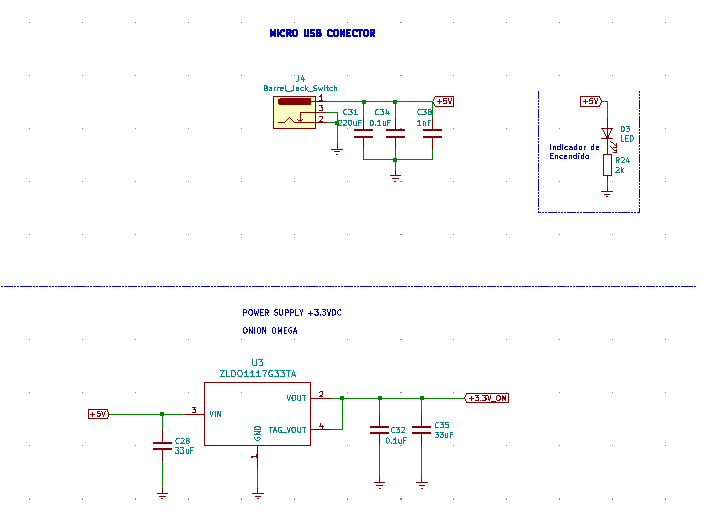 MICRO USB CONECTOR
J4
Barrel_Jack_Switch
1
3
2
C31
220uF
C34
0.1uF
C36
1nF
+5V
+5V
D3
LED
Indicador de
Encendido
R24
2k
POWER SUPPLY +3.3VDC
ONION OMEGA
U3
ZLDO1117G33TA
+5V
3
VIN
VOUT
2
TAG_VOUT
4
GND
1
+3.3V_ON
C28
33uF
C32
0.1uF
C35
33uF